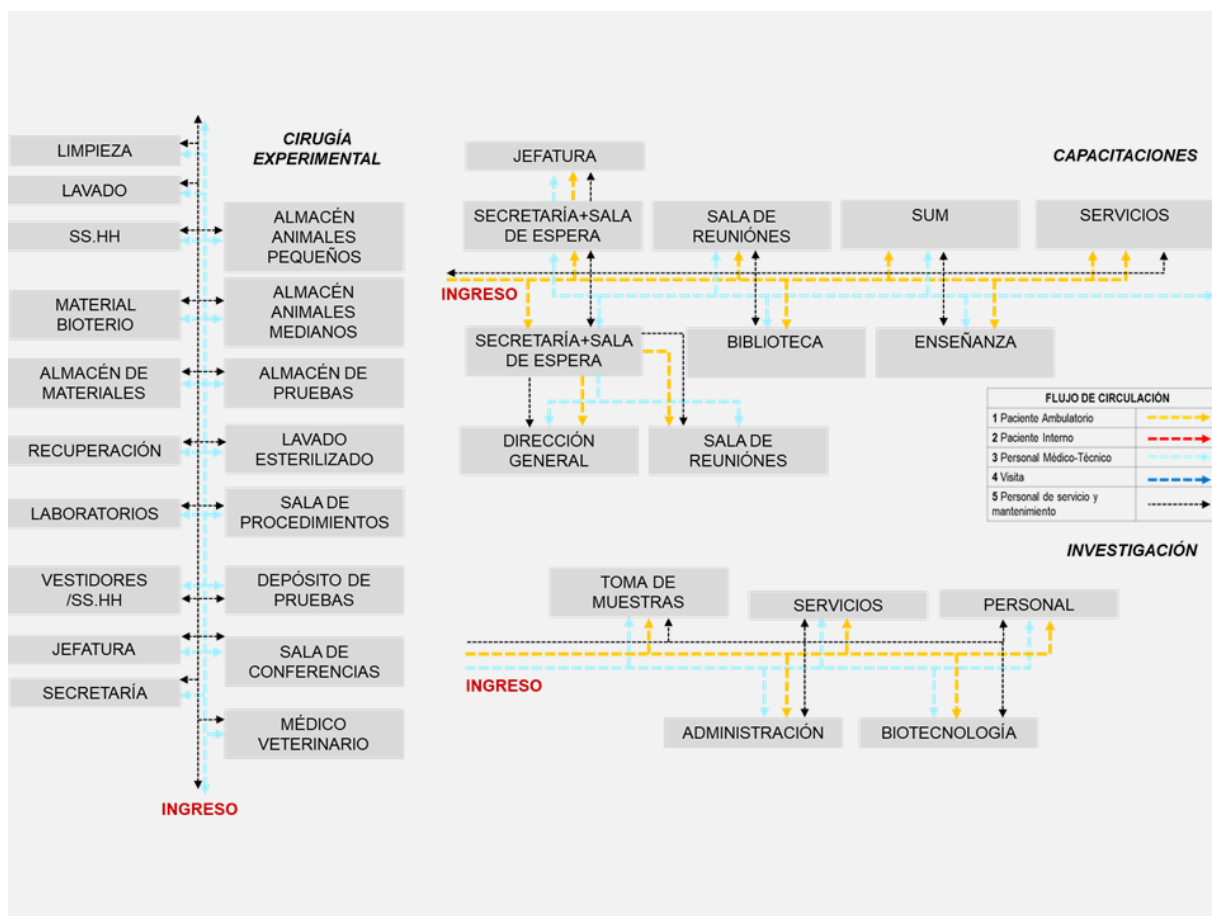 CIRUGÍA
EXPERIMENTAL
LIMPIEZA
LAVADO
SS.HH
ALMACÉN
ANIMALES
PEQUEÑOS
MATERIAL
BIOTERIO
ALMACÉN
ANIMALES
MEDIANOS
ALMACÉN DE
MATERIALES
ALMACÉN DE
PRUEBAS
RECUPERACIÓN
LAVADO
ESTERILIZADO
LABORATORIOS
SALA DE
PROCEDIMIENTOS
VESTIDORES
/SS.HH
DEPÓSITO DE
PRUEBAS
JEFATURA
SALA DE
CONFERENCIAS
SECRETARÍA
MÉDICO
VETERINARIO
INGRESO
CAPACITACIONES
JEFATURA
SECRETARÍA+SALA
DE ESPERA
SALA DE
REUNIÓNES
SUM
SERVICIOS
INGRESO
SECRETARÍA+SALA
DE ESPERA
BIBLIOTECA
ENSEÑANZA
DIRECCIÓN
GENERAL
SALA DE
REUNIÓNES
FLUJO DE CIRCULACIÓN
1 Paciente Ambulatorio
2 Paciente Interno
3 Personal Médico-Técnico
4 Visita
5 Personal de servicio y
mantenimiento
INVESTIGACIÓN
TOMA DE
MUESTRAS
SERVICIOS
PERSONAL
INGRESO
ADMINISTRACIÓN
BIOTECNOLOGÍA